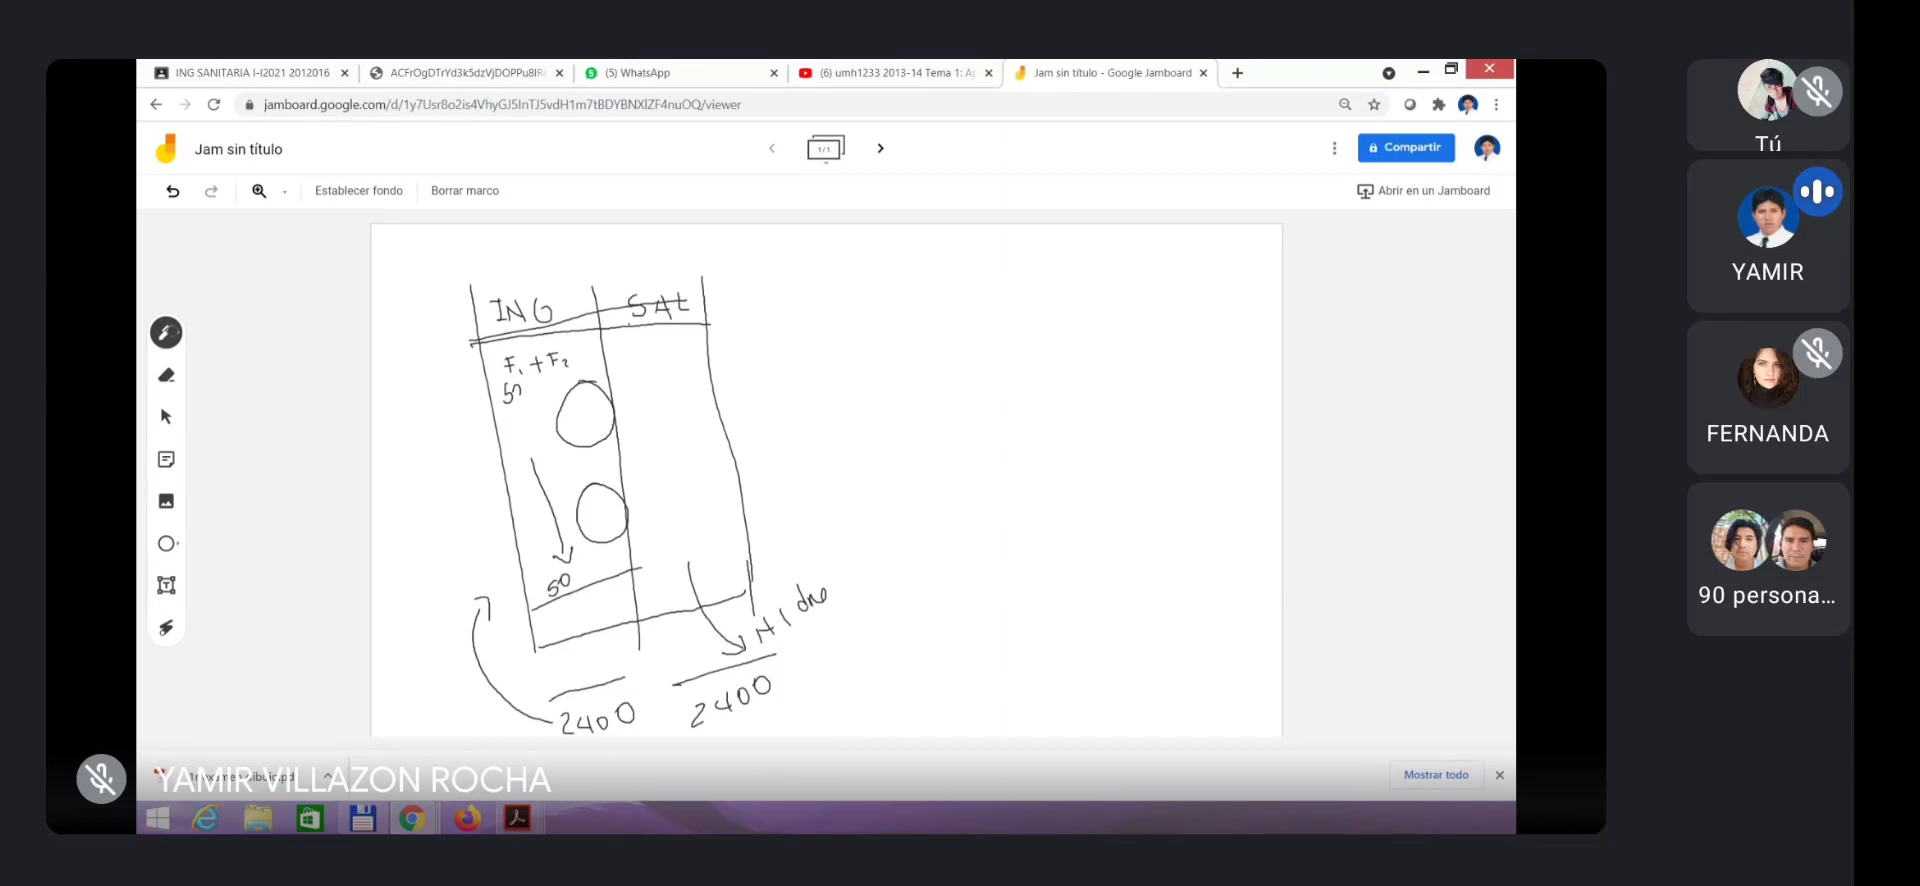 ING SANITARIA I-I2021 2012016
ACFrOgDTrYd3k5dzVjDOPPu8IR
(5) WhatsApp
(6) umh1233 2013-14 Tema 1: Ap
Jam sin título - Google Jamboard
jamboard.google.com/d/1y7Usr8o2is4VhyGJ5InTJ5vdH1m7tBDYBNXlZF4nuOQ/viewer
Jam sin título
1/1
Compartir
Establecer fondo
Borrar marco
Abrir en un Jamboard
ING SAL
F1 + F2
50
50
2400 2400
YAMIR VILLAZON ROCHA
Mostrar todo
Tú
YAMIR
FERNANDA
90 persona...